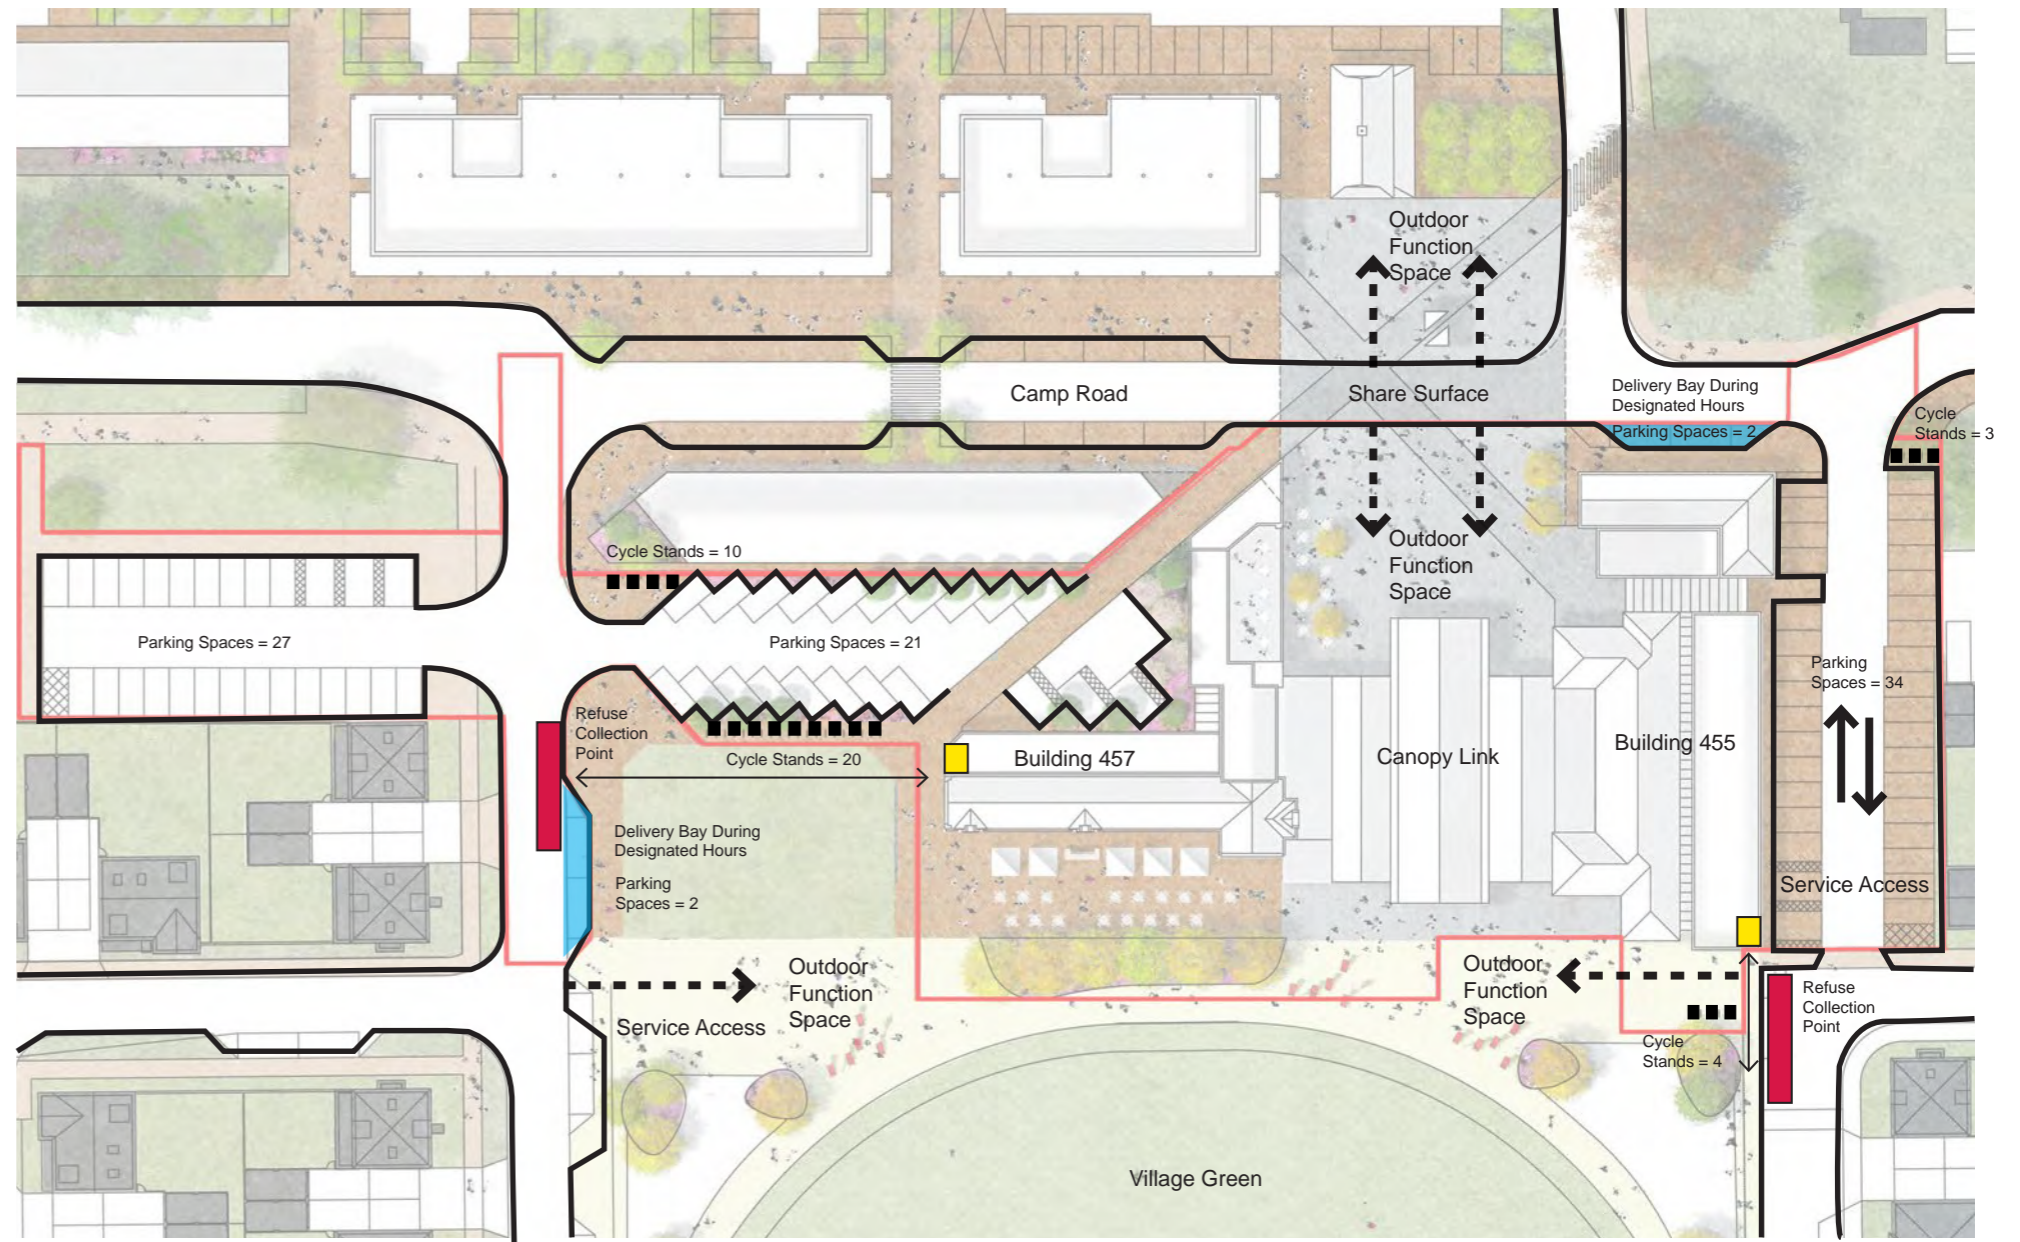 Outdoor
Function
Space
Camp Road
Share Surface
Delivery Bay During
Designated Hours
Parking Spaces = 2
Cycle
Stands = 3
Cycle Stands = 10
Outdoor
Function
Space
Parking Spaces = 27
Parking Spaces = 21
Parking
Spaces = 34
Refuse
Collection
Point
Cycle Stands = 20
Building 457
Canopy Link
Building 455
Delivery Bay During
Designated Hours
Parking
Spaces = 2
Service Access
Outdoor
Function
Space
Service Access
Outdoor
Function
Space
Refuse
Collection
Point
Cycle
Stands = 4
Village Green